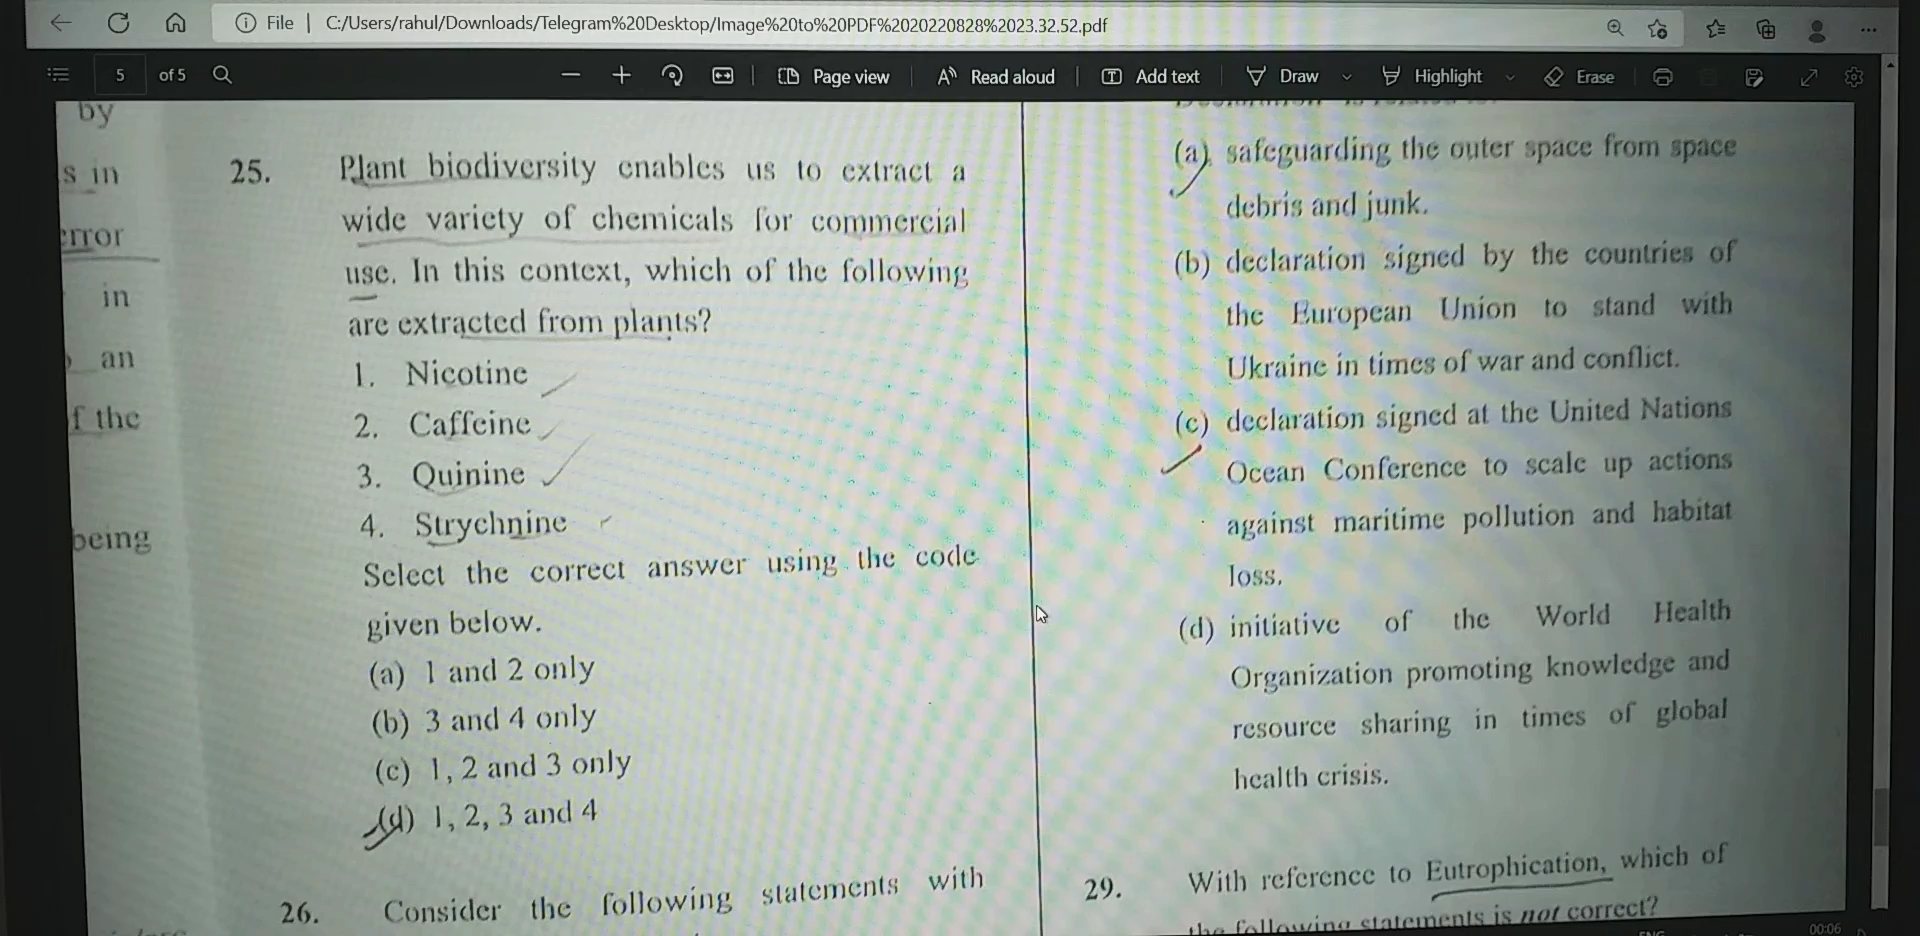 File | C:/Users/rahul/Downloads/Telegram%20Desktop/Image%20to%20PDF%2020220828%2023.32.52.pdf
5 of 5 Page view Read aloud Add text Draw Highlight Erase
by
s in
error
in
an
f the
being
25. Plant biodiversity enables us to extract a
wide variety of chemicals for commercial
use. In this context, which of the following
are extracted from plants?
1. Nicotine
2. Caffeine
3. Quinine
4. Strychnine
Select the correct answer using the code
given below.
(a) 1 and 2 only
(b) 3 and 4 only
(c) 1, 2 and 3 only
(d) 1, 2, 3 and 4
26. Consider the following statements with
(a) safeguarding the outer space from space
debris and junk.
(b) declaration signed by the countries of
the European Union to stand with
Ukraine in times of war and conflict.
(c) declaration signed at the United Nations
Ocean Conference to scale up actions
against maritime pollution and habitat
loss.
(d) initiative of the World Health
Organization promoting knowledge and
resource sharing in times of global
health crisis.
29. With reference to Eutrophication, which of
the following statements is not correct?
00:06